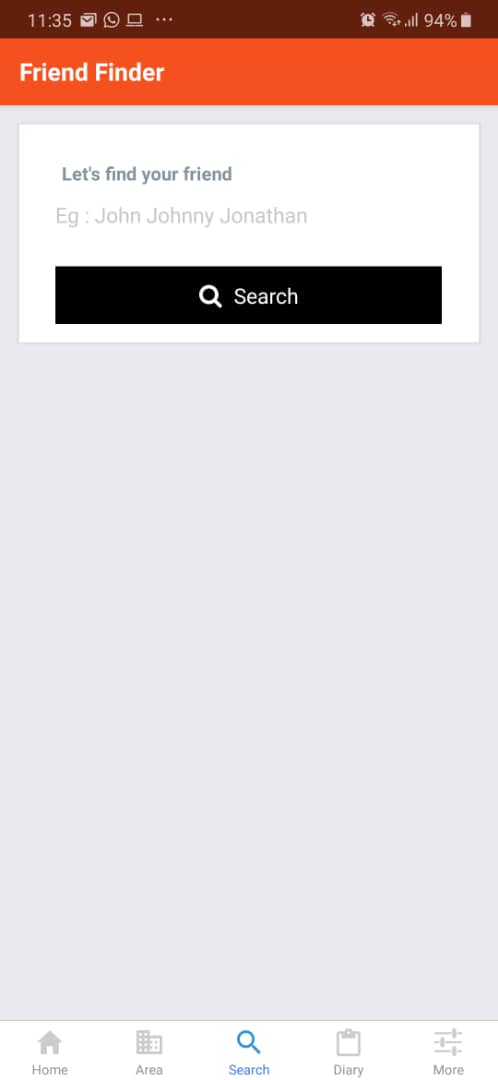 11:35 94%
Friend Finder
Let's find your friend
Eg : John Johnny Jonathan
Search
Home Area Search Diary More